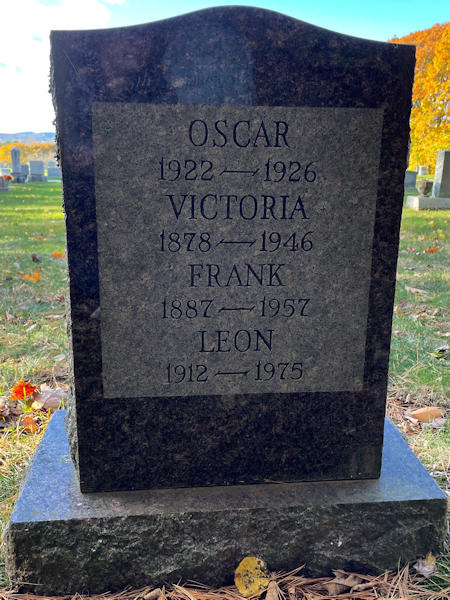 OSCAR
1922 — 1926
VICTORIA
1878 — 1946
FRANK
1887 — 1957
LEON
1912 — 1975